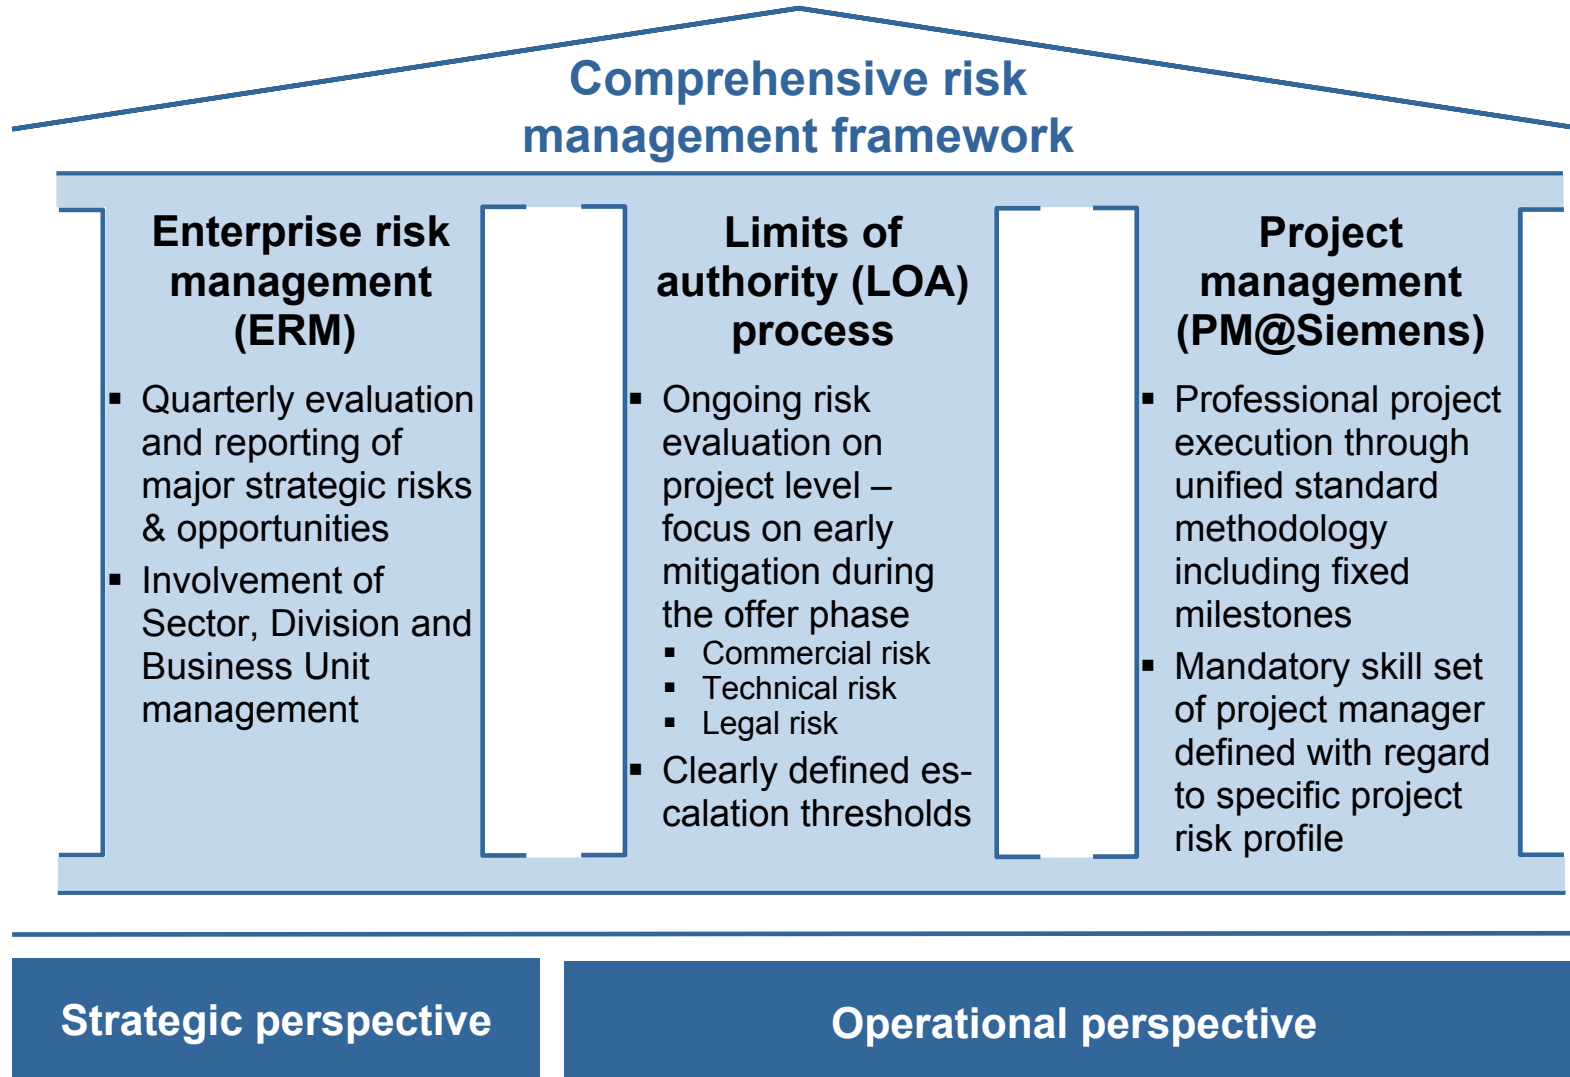 Comprehensive risk
management framework
Enterprise risk
management
(ERM)
▪ Quarterly evaluation
and reporting of
major strategic risks
& opportunities
▪ Involvement of
Sector, Division and
Business Unit
management
Limits of
authority (LOA)
process
▪ Ongoing risk
evaluation on
project level –
focus on early
mitigation during
the offer phase
▪ Commercial risk
▪ Technical risk
▪ Legal risk
▪ Clearly defined es-
calation thresholds
Project
management
(PM@Siemens)
▪ Professional project
execution through
unified standard
methodology
including fixed
milestones
▪ Mandatory skill set
of project manager
defined with regard
to specific project
risk profile
Strategic perspective
Operational perspective